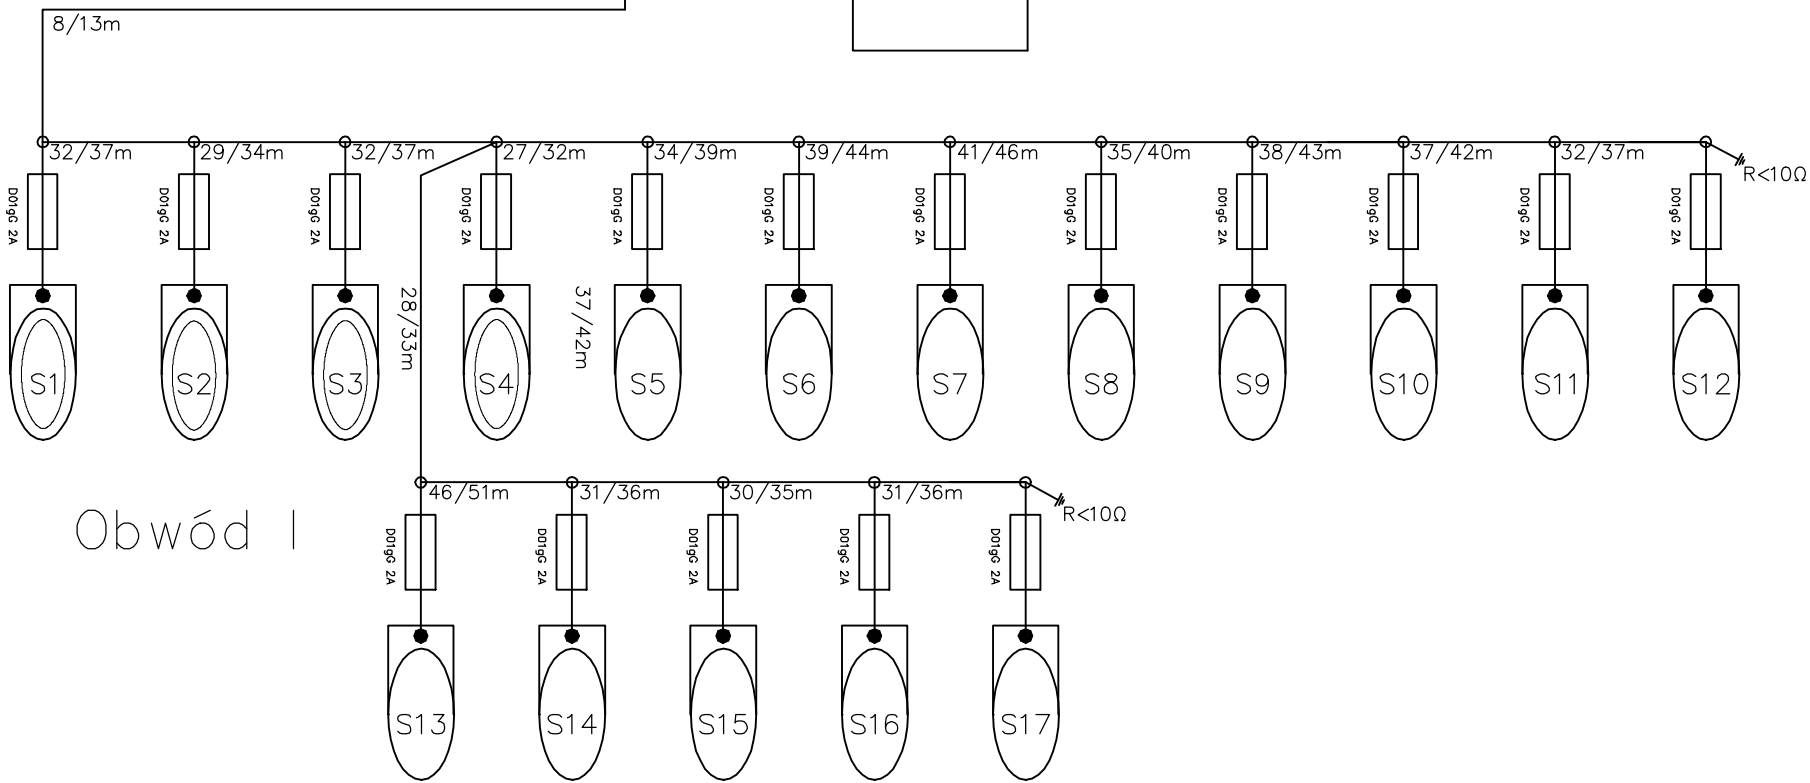 8/13m
32/37m 29/34m 32/37m 27/32m 34/39m 39/44m 41/46m 35/40m 38/43m 37/42m 32/37m
R<10Ω
D01gG 2A D01gG 2A D01gG 2A D01gG 2A D01gG 2A D01gG 2A D01gG 2A D01gG 2A D01gG 2A D01gG 2A D01gG 2A D01gG 2A
28/33m
37/42m
S1 S2 S3 S4 S5 S6 S7 S8 S9 S10 S11 S12
46/51m 31/36m 30/35m 31/36m
R<10Ω
Obwód I
D01gG 2A D01gG 2A D01gG 2A D01gG 2A D01gG 2A
S13 S14 S15 S16 S17